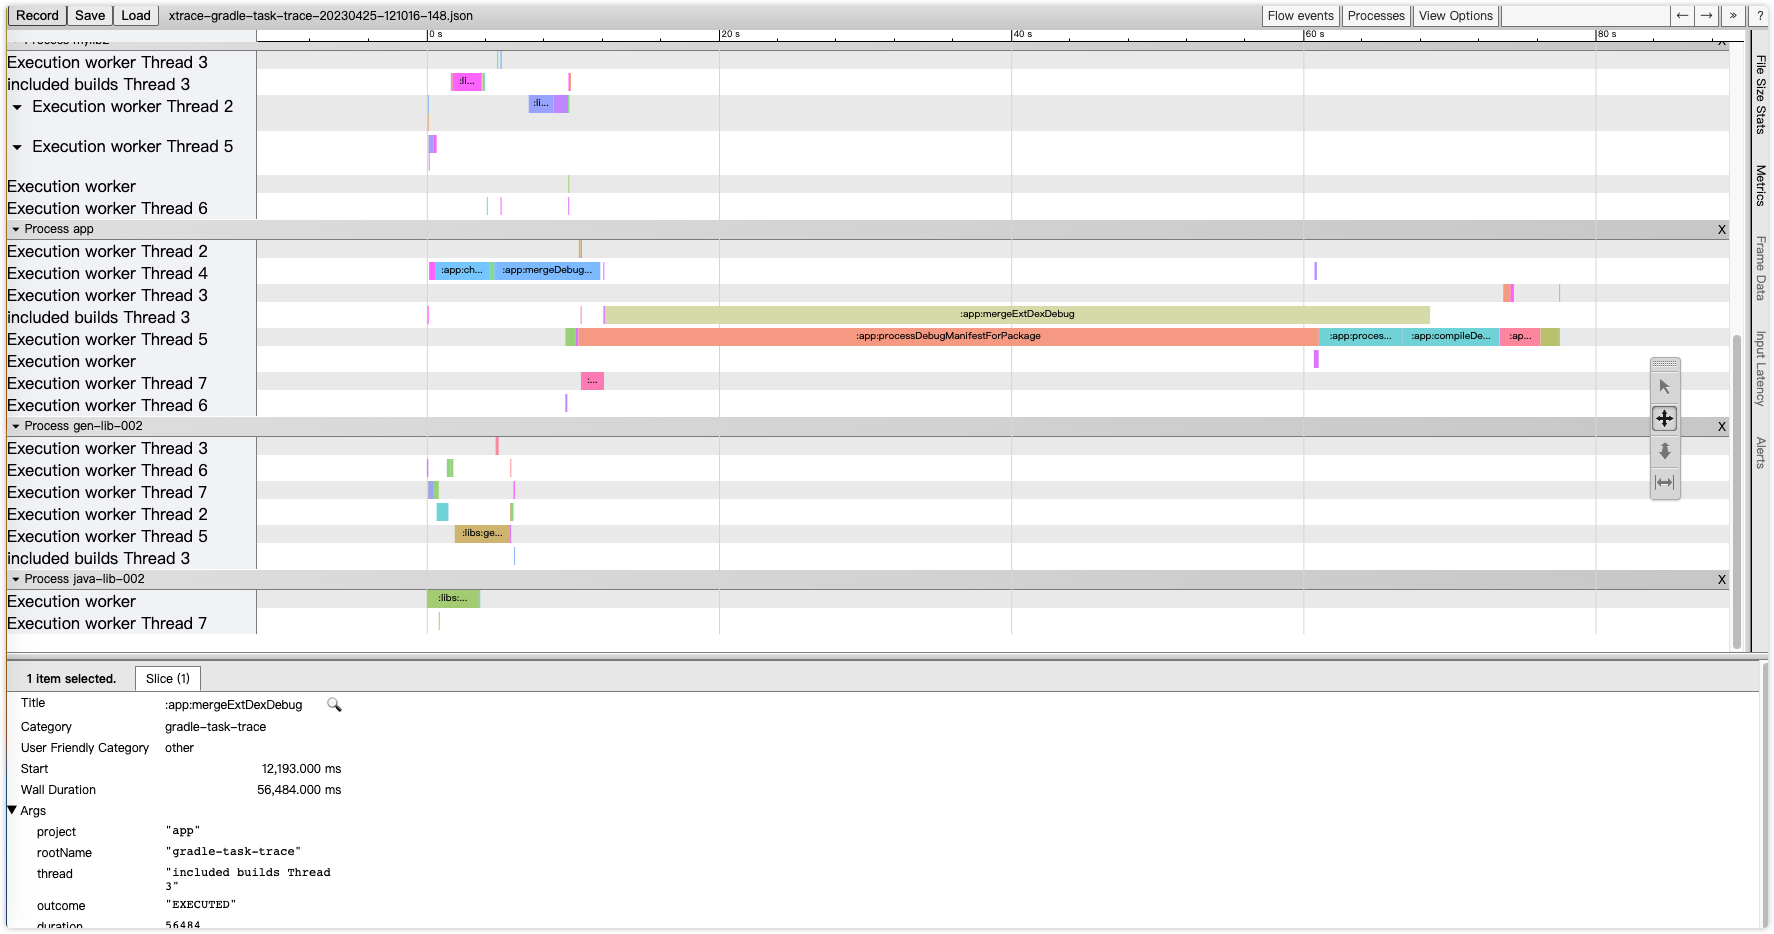 Record Save Load xtrace-gradle-task-trace-20230425-121016-148.json Flow events Processes View Options ← → » ?
0 s 20 s 40 s 60 s 80 s
Process mylib2 X
Execution worker Thread 3
included builds Thread 3 :li...
Execution worker Thread 2 :li...
Execution worker Thread 5
Execution worker
Execution worker Thread 6
Process app X
Execution worker Thread 2
Execution worker Thread 4 :app:ch... :app:mergeDebug...
Execution worker Thread 3
included builds Thread 3 :app:mergeExtDexDebug
Execution worker Thread 5 :app:processDebugManifestForPackage :app:proces... :app:compileDe... :ap...
Execution worker
Execution worker Thread 7 :...
Execution worker Thread 6
Process gen-lib-002 X
Execution worker Thread 3
Execution worker Thread 6
Execution worker Thread 7
Execution worker Thread 2
Execution worker Thread 5 :libs:ge...
included builds Thread 3
Process java-lib-002 X
Execution worker :libs:...
Execution worker Thread 7
File Size Stats
Metrics
Frame Data
Input Latency
Alerts
1 item selected. Slice (1)
Title :app:mergeExtDexDebug
Category gradle-task-trace
User Friendly Category other
Start 12,193.000 ms
Wall Duration 56,484.000 ms
Args
project "app"
rootName "gradle-task-trace"
thread "included builds Thread
3"
outcome "EXECUTED"
duration 56484